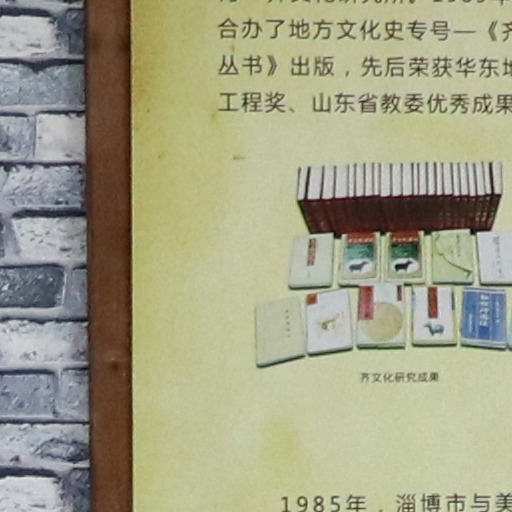 合办了地方文化史专号—《齐
丛书》出版，先后荣获华东地
工程奖、山东省教委优秀成果
齐文化研究成果
1985年，淄博市与美